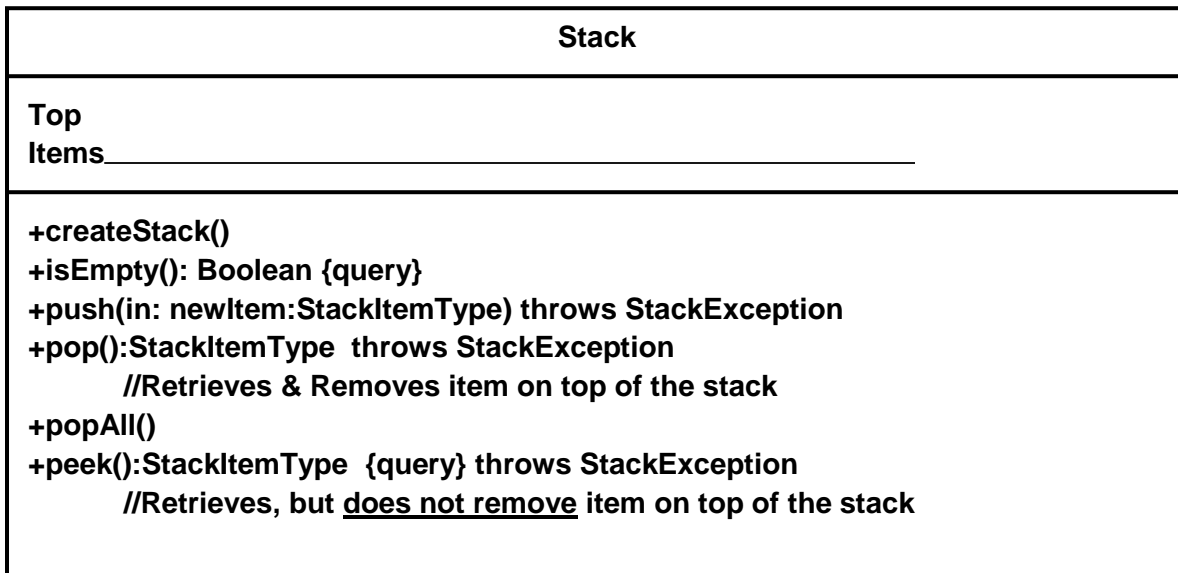 Stack
Top
Items
+createStack()
+isEmpty(): Boolean {query}
+push(in: newItem:StackItemType) throws StackException
+pop():StackItemType  throws StackException
//Retrieves & Removes item on top of the stack
+popAll()
+peek():StackItemType  {query} throws StackException
//Retrieves, but does not remove item on top of the stack